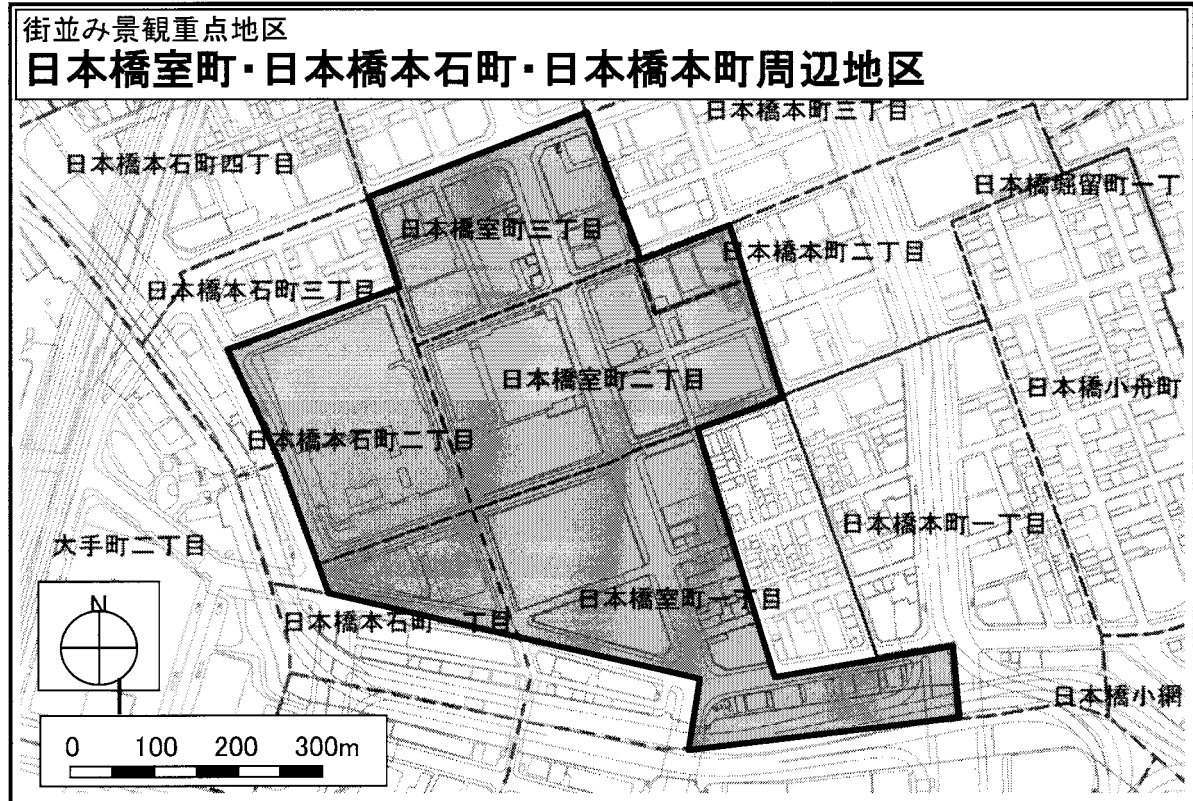 街並み景観重点地区
日本橋室町・日本橋本石町・日本橋本町周辺地区
日本橋本町三丁目
日本橋本石町四丁目
日本橋堀留町一丁
日本橋室町三丁目
日本橋本町二丁目
日本橋本石町三丁目
日本橋室町二丁目
日本橋小舟町
日本橋本石町二丁目
日本橋本町一丁目
大手町二丁目
日本橋室町一丁目
日本橋本石町一丁目
日本橋小網
N
0 100 200 300m